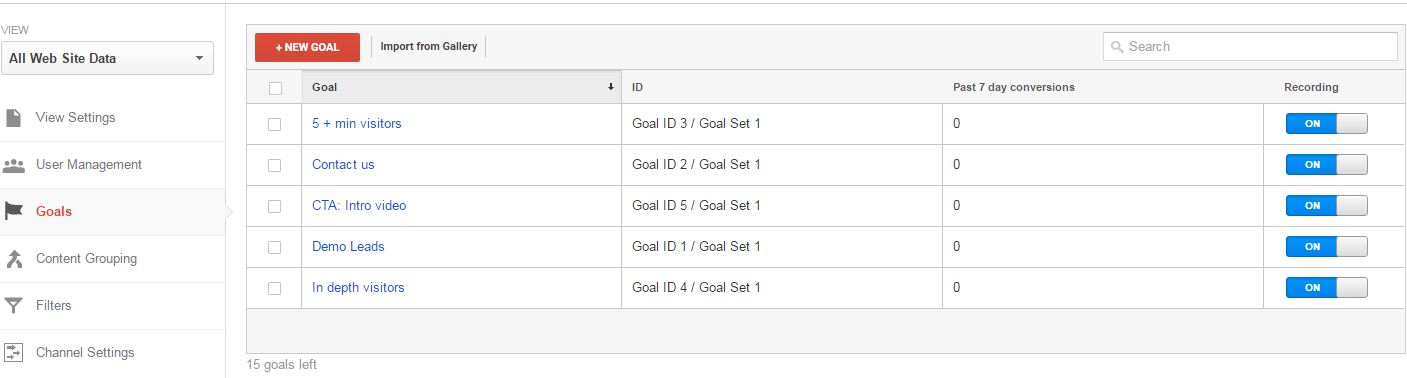 VIEW
All Web Site Data
View Settings
User Management
Goals
Content Grouping
Filters
Channel Settings
+ NEW GOAL Import from Gallery Search
Goal ID Past 7 day conversions Recording
5 + min visitors Goal ID 3 / Goal Set 1 0 ON
Contact us Goal ID 2 / Goal Set 1 0 ON
CTA: Intro video Goal ID 5 / Goal Set 1 0 ON
Demo Leads Goal ID 1 / Goal Set 1 0 ON
In depth visitors Goal ID 4 / Goal Set 1 0 ON
15 goals left